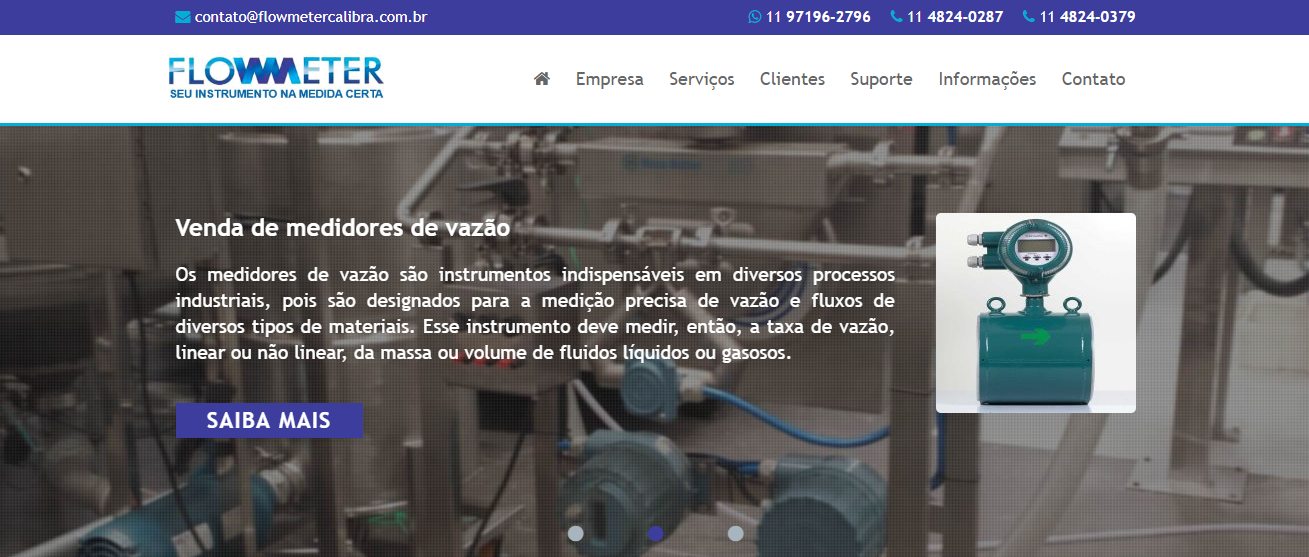 contato@flowmetercalibra.com.br
11 97196-2796
11 4824-0287
11 4824-0379
FLOWMETER
SEU INSTRUMENTO NA MEDIDA CERTA
Empresa
Serviços
Clientes
Suporte
Informações
Contato
Venda de medidores de vazão
Os medidores de vazão são instrumentos indispensáveis em diversos processos
industriais, pois são designados para a medição precisa de vazão e fluxos de
diversos tipos de materiais. Esse instrumento deve medir, então, a taxa de vazão,
linear ou não linear, da massa ou volume de fluidos líquidos ou gasosos.
SAIBA MAIS